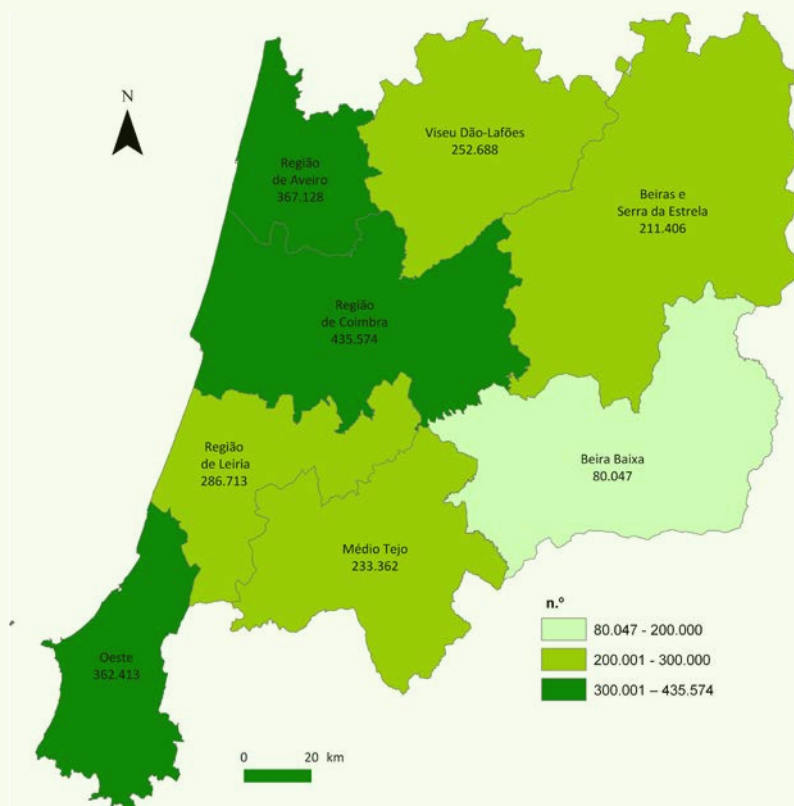 N
Viseu Dão-Lafões
252.688
Região
de Aveiro
367.128
Beiras e
Serra da Estrela
211.406
Região
de Coimbra
435.574
Região
de Leiria
286.713
Beira Baixa
80.047
Médio Tejo
233.362
Oeste
362.413
n.º
80.047 - 200.000
200.001 - 300.000
300.001 – 435.574
0 20 km